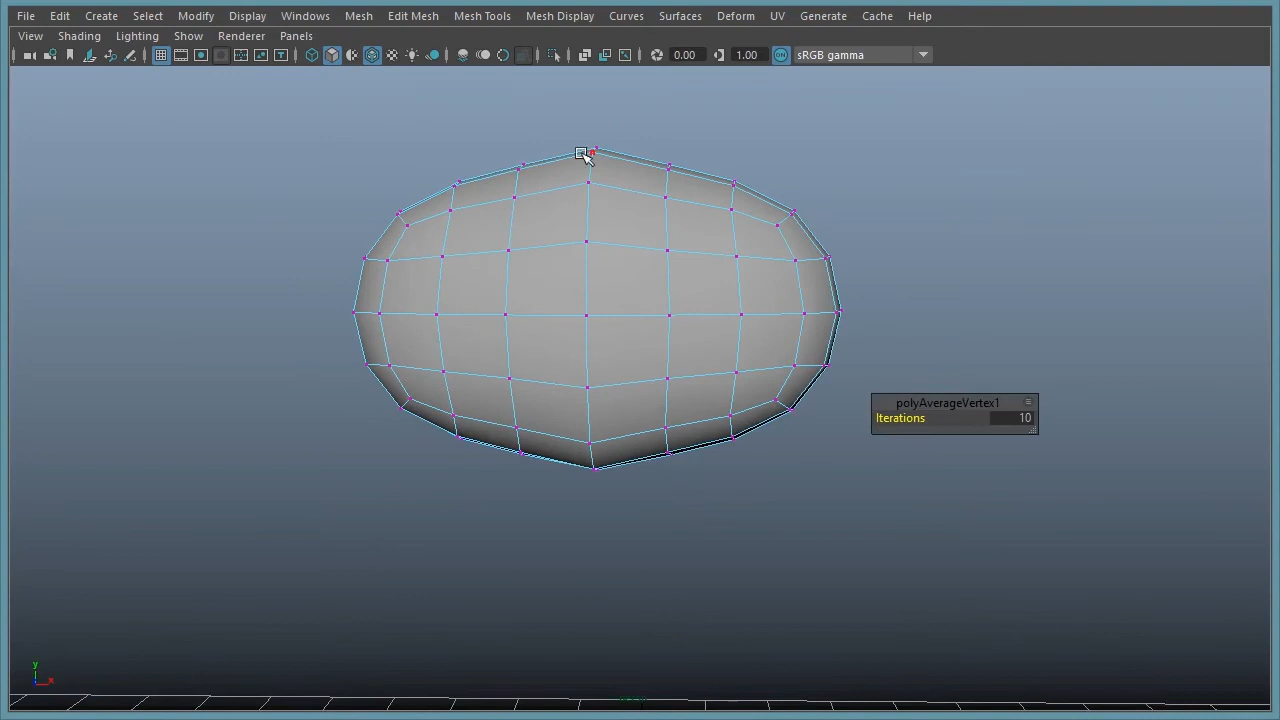 File Edit Create Select Modify Display Windows Mesh Edit Mesh Mesh Tools Mesh Display Curves Surfaces Deform UV Generate Cache Help
View Shading Lighting Show Renderer Panels
0.00 1.00 ON sRGB gamma
polyAverageVertex1
Iterations 10
y
x